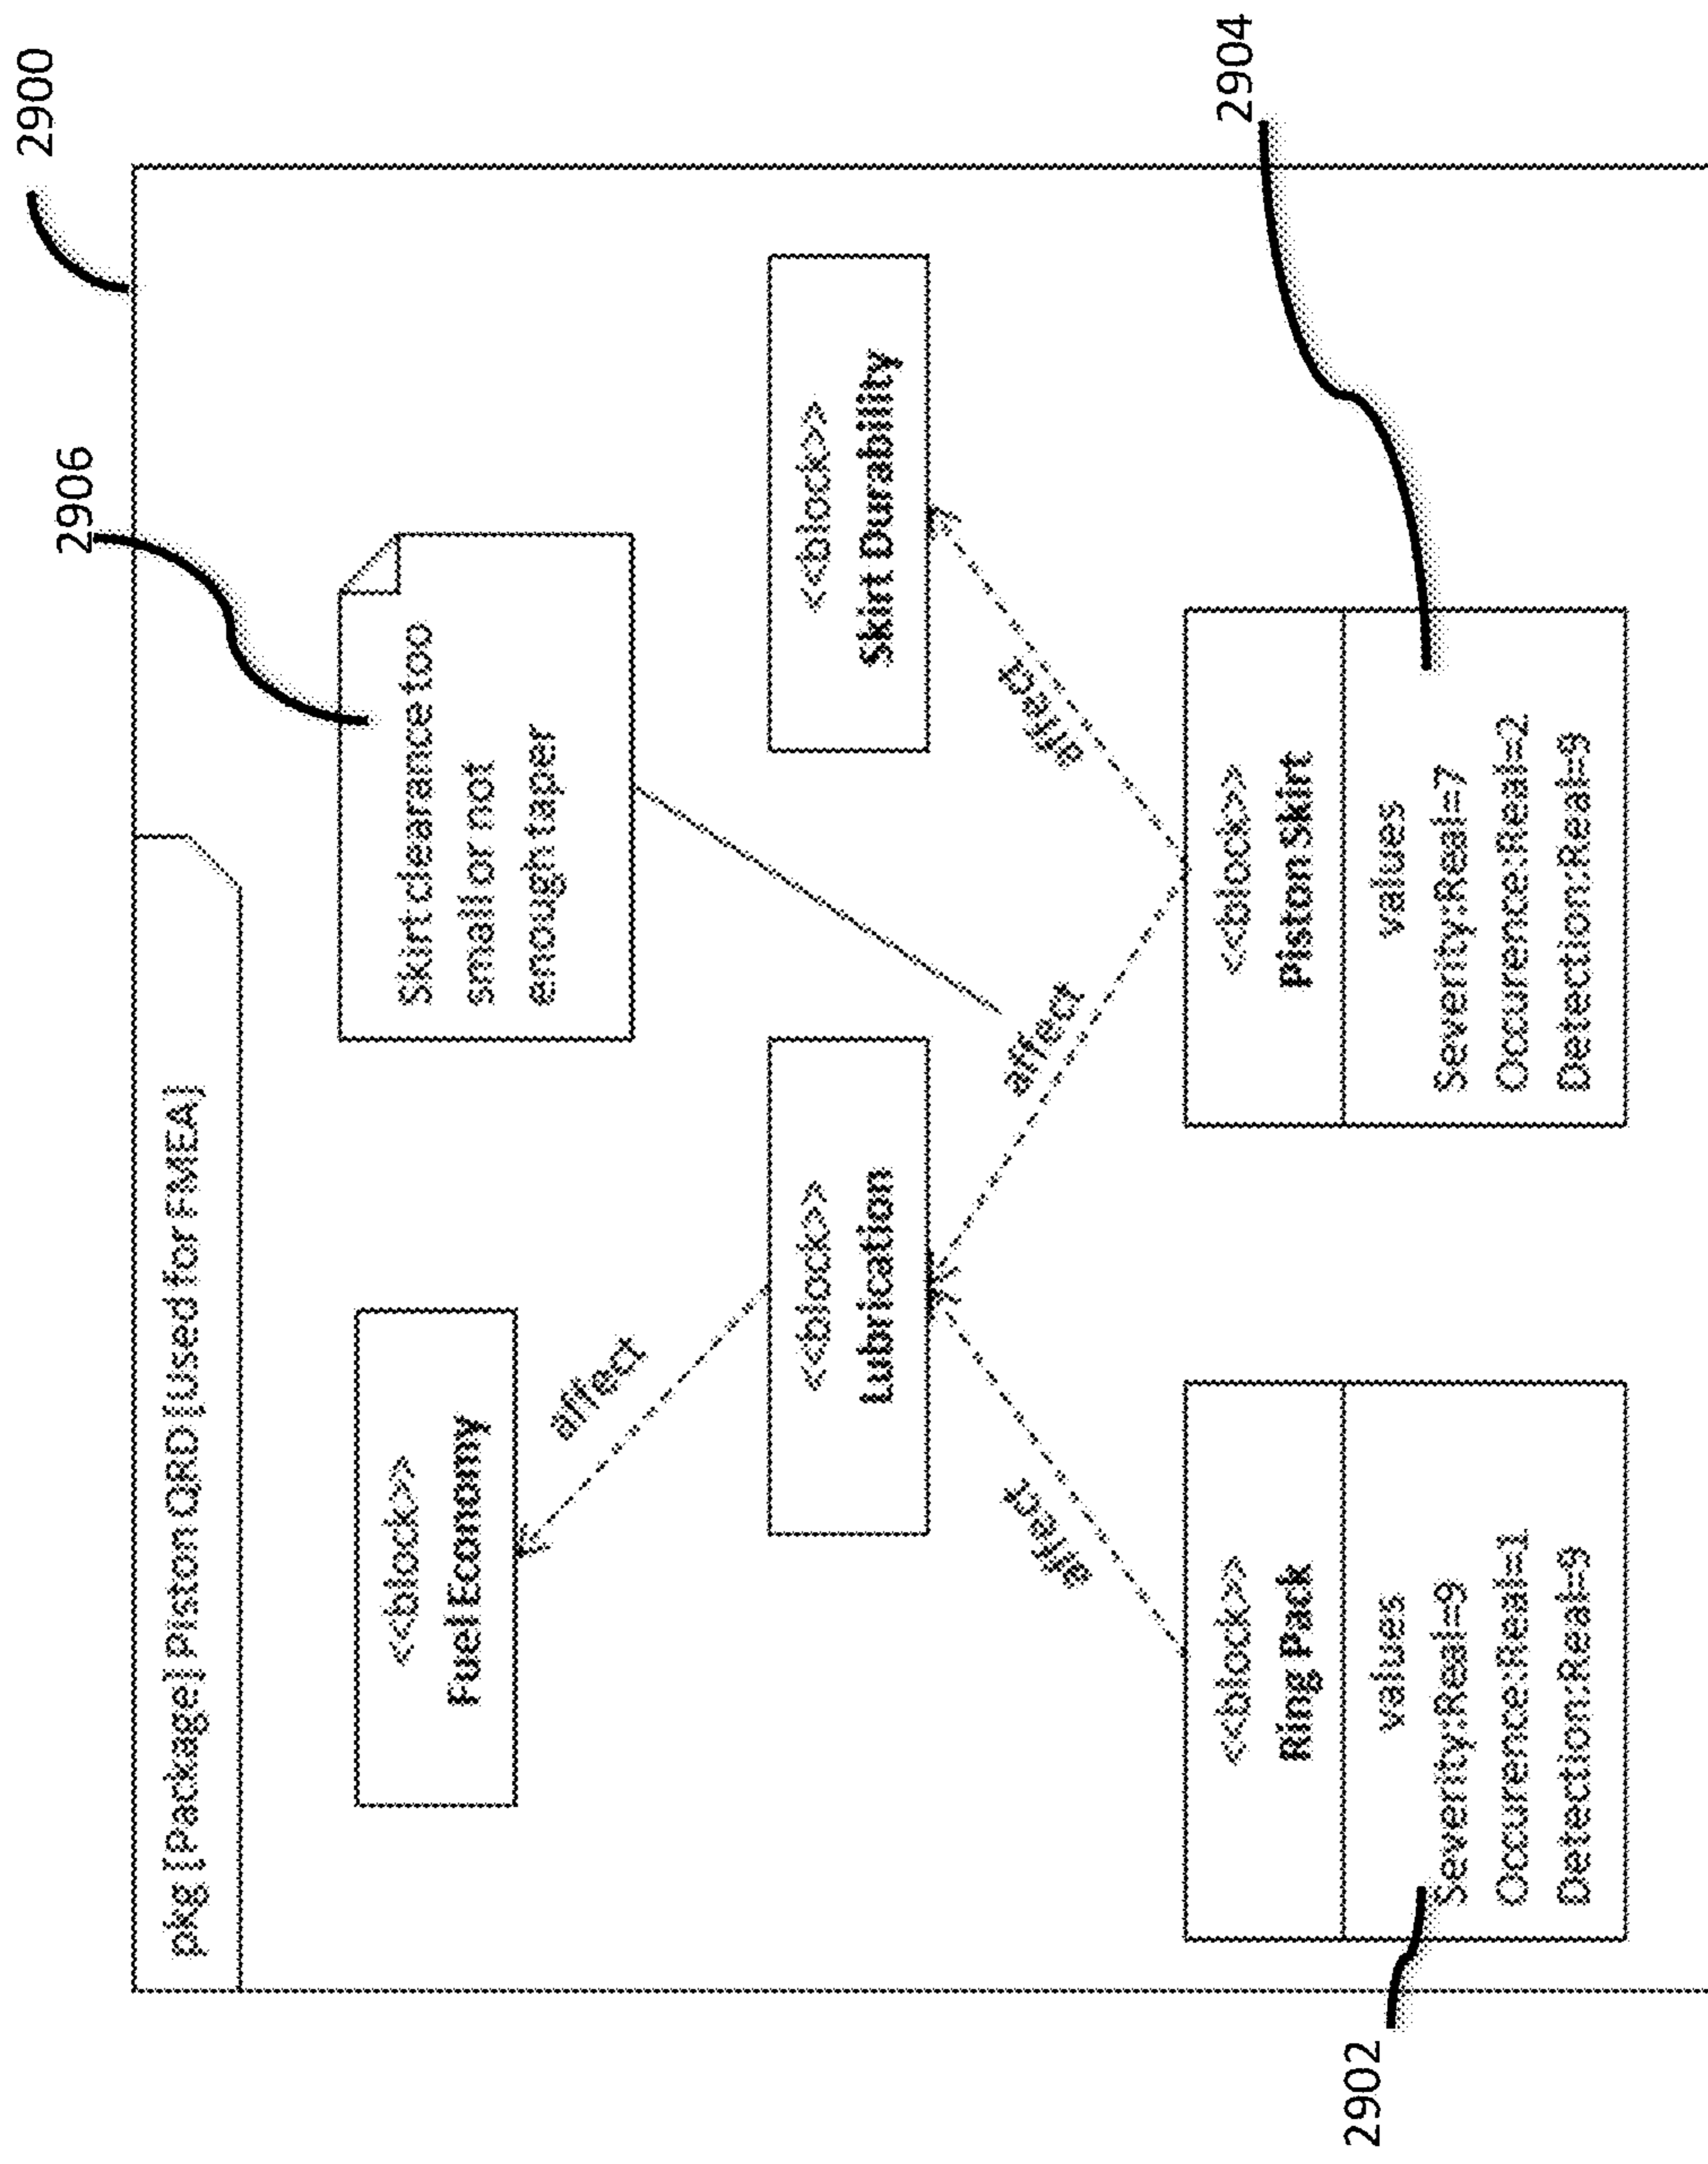 2900
pkg [Package] Piston QRD [used for FMEA]
2906
<<block>>
Fuel Economy
Skirt clearance too
small or not
enough taper
affect
<<block>>
Lubrication
<<block>>
Skirt Durability
affect
affect
affect
2904
<<block>>
Ring Pack
values
Severity:Real=9
Occurence:Real=1
Detection:Real=9
<<block>>
Piston Skirt
values
Severity:Real=7
Occurence:Real=2
Detection:Real=9
2902